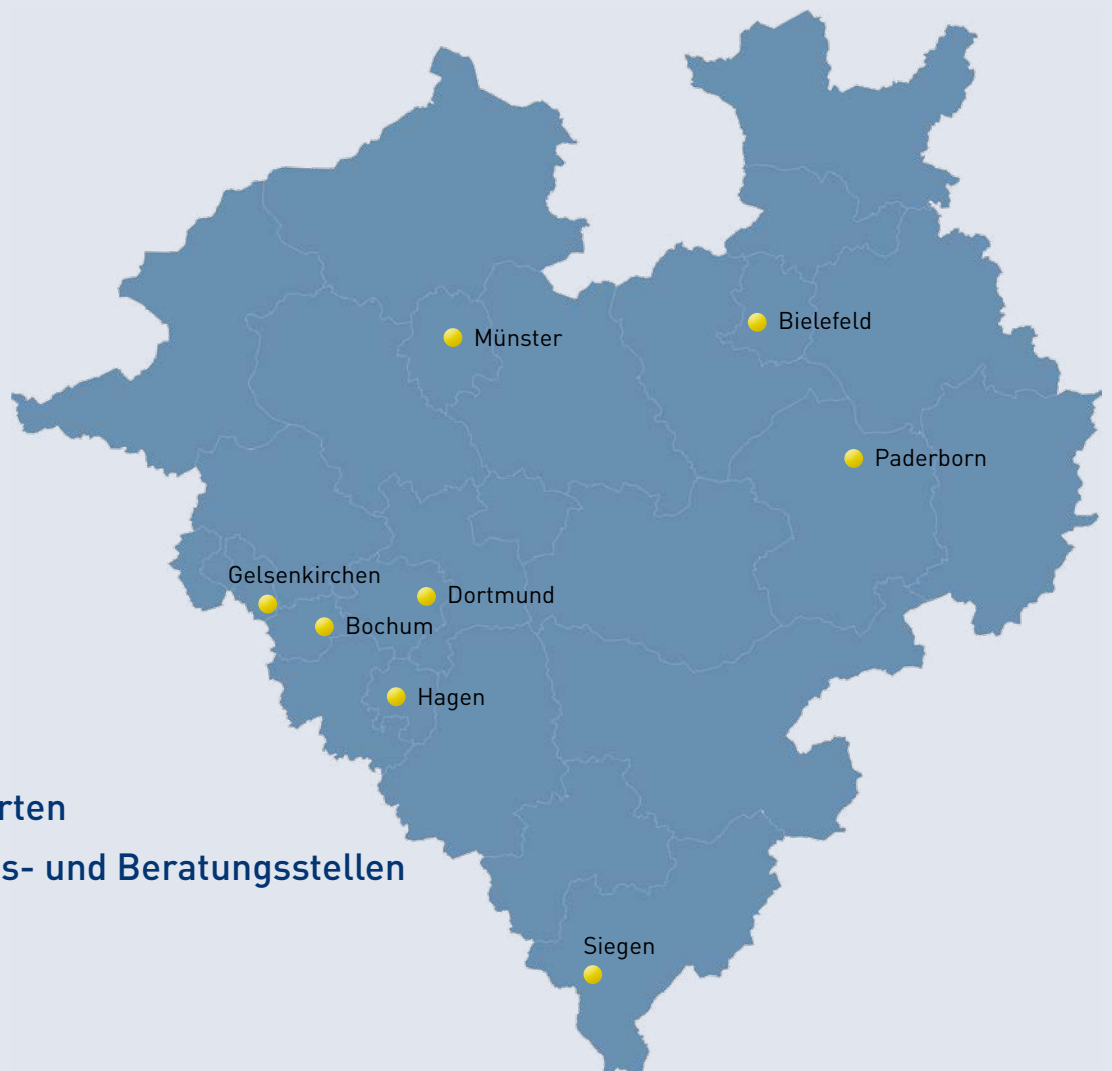 Münster
Bielefeld
Paderborn
Gelsenkirchen
Dortmund
Bochum
Hagen
rten
s- und Beratungsstellen
Siegen